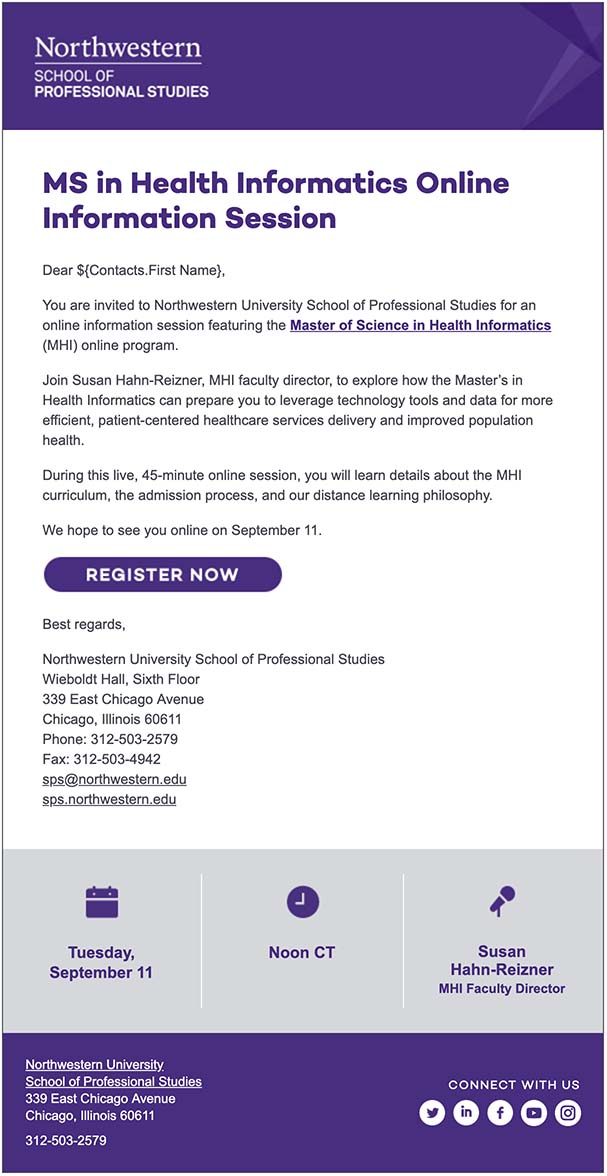 Northwestern
SCHOOL OF
PROFESSIONAL STUDIES
MS in Health Informatics Online
Information Session
Dear ${Contacts.First Name},
You are invited to Northwestern University School of Professional Studies for an
online information session featuring the Master of Science in Health Informatics
(MHI) online program.
Join Susan Hahn-Reizner, MHI faculty director, to explore how the Master's in
Health Informatics can prepare you to leverage technology tools and data for more
efficient, patient-centered healthcare services delivery and improved population
health.
During this live, 45-minute online session, you will learn details about the MHI
curriculum, the admission process, and our distance learning philosophy.
We hope to see you online on September 11.
REGISTER NOW
Best regards,
Northwestern University School of Professional Studies
Wieboldt Hall, Sixth Floor
339 East Chicago Avenue
Chicago, Illinois 60611
Phone: 312-503-2579
Fax: 312-503-4942
sps@northwestern.edu
sps.northwestern.edu
Tuesday,
September 11
Noon CT
Susan
Hahn-Reizner
MHI Faculty Director
Northwestern University
School of Professional Studies
339 East Chicago Avenue
Chicago, Illinois 60611
312-503-2579
CONNECT WITH US